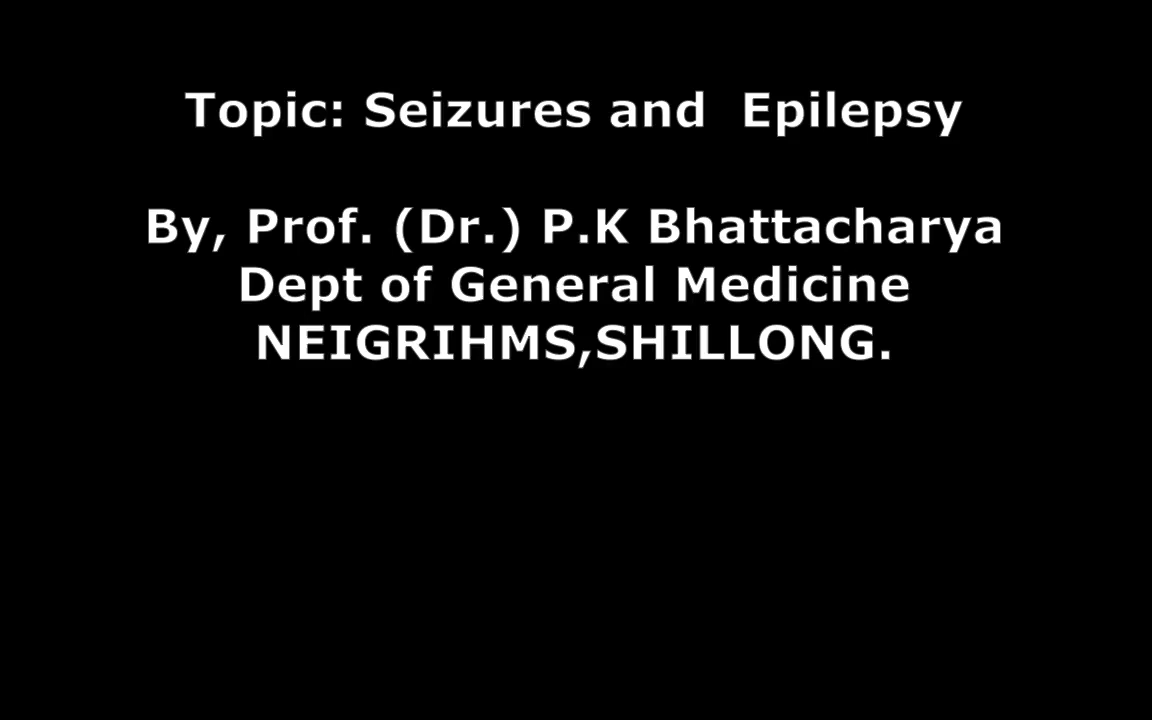 Topic: Seizures and  Epilepsy
By, Prof. (Dr.) P.K Bhattacharya
Dept of General Medicine
NEIGRIHMS,SHILLONG.